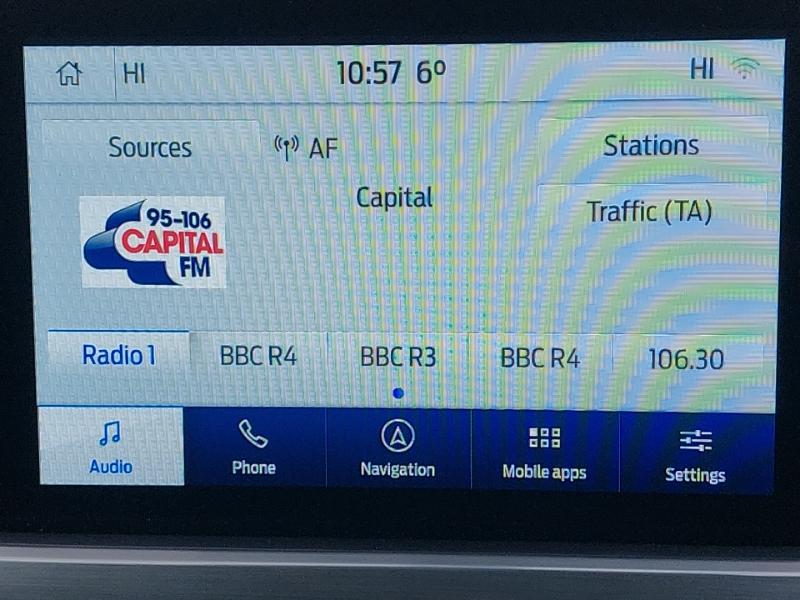 HI 10:57 6° HI
Sources AF Stations
Capital
Traffic (TA)
95-106
CAPITAL
FM
Radio 1 BBC R4 BBC R3 BBC R4 106.30
Audio Phone Navigation Mobile apps Settings